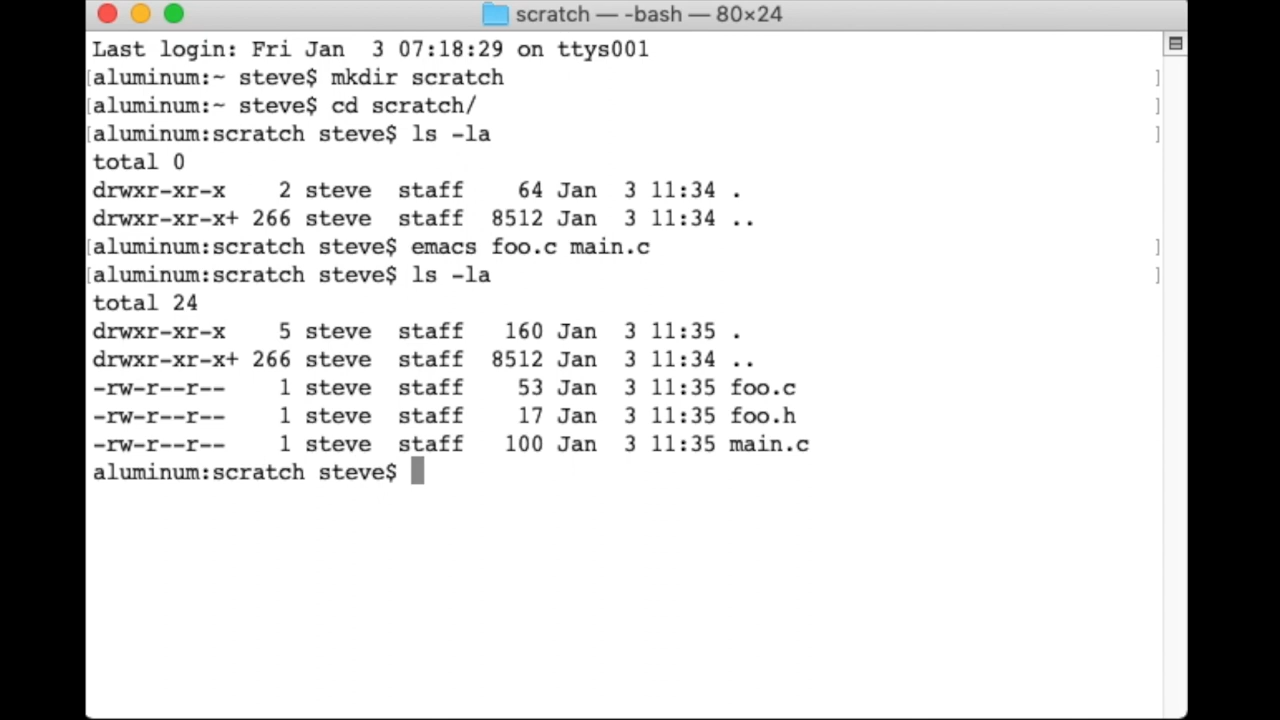 scratch — -bash — 80×24
Last login: Fri Jan  3 07:18:29 on ttys001
[aluminum:~ steve$ mkdir scratch ]
[aluminum:~ steve$ cd scratch/ ]
[aluminum:scratch steve$ ls -la ]
total 0
drwxr-xr-x    2 steve  staff    64 Jan  3 11:34 .
drwxr-xr-x+ 266 steve  staff  8512 Jan  3 11:34 ..
[aluminum:scratch steve$ emacs foo.c main.c ]
[aluminum:scratch steve$ ls -la ]
total 24
drwxr-xr-x    5 steve  staff   160 Jan  3 11:35 .
drwxr-xr-x+ 266 steve  staff  8512 Jan  3 11:34 ..
-rw-r--r--    1 steve  staff    53 Jan  3 11:35 foo.c
-rw-r--r--    1 steve  staff    17 Jan  3 11:35 foo.h
-rw-r--r--    1 steve  staff   100 Jan  3 11:35 main.c
aluminum:scratch steve$